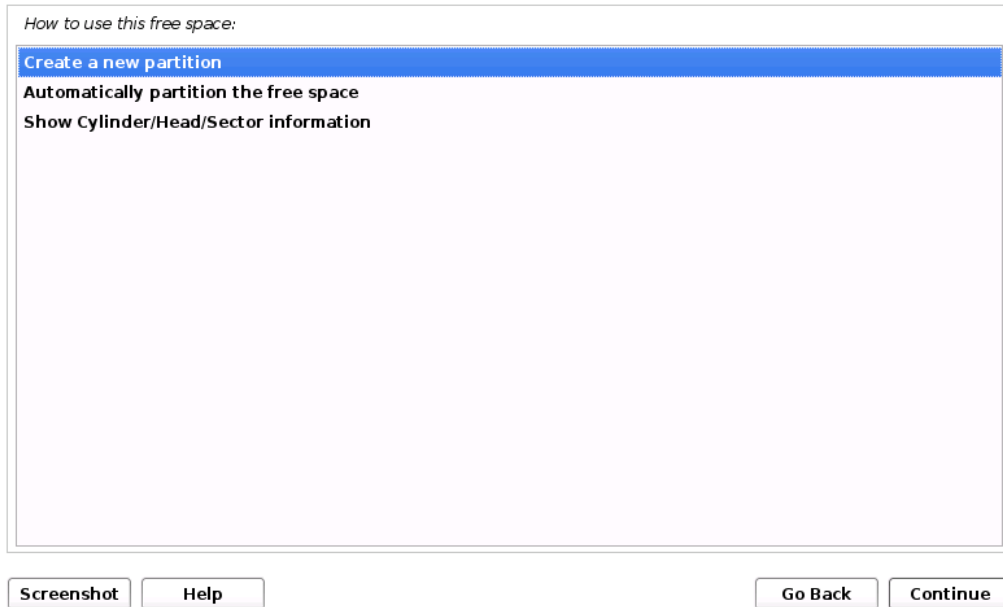 How to use this free space:
Create a new partition
Automatically partition the free space
Show Cylinder/Head/Sector information
Screenshot Help Go Back Continue